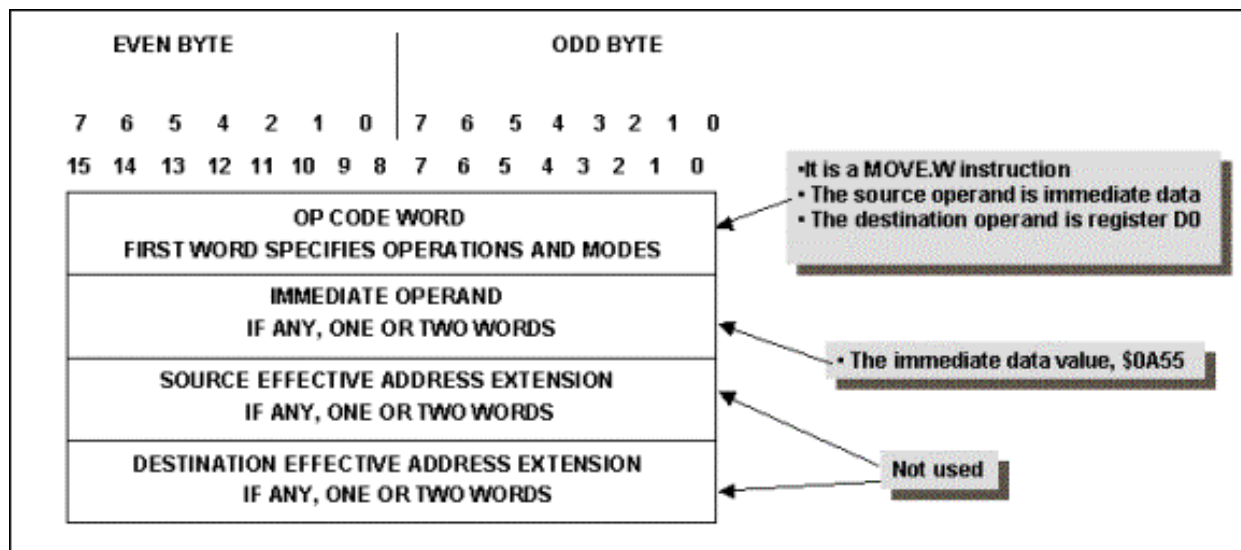 EVEN BYTE ODD BYTE
7 6 5 4 2 1 0 7 6 5 4 3 2 1 0
15 14 13 12 11 10 9 8 7 6 5 4 3 2 1 0
OP CODE WORD
FIRST WORD SPECIFIES OPERATIONS AND MODES
•It is a MOVE.W instruction
• The source operand is immediate data
• The destination operand is register D0
IMMEDIATE OPERAND
IF ANY, ONE OR TWO WORDS
• The immediate data value, $0A55
SOURCE EFFECTIVE ADDRESS EXTENSION
IF ANY, ONE OR TWO WORDS
DESTINATION EFFECTIVE ADDRESS EXTENSION
IF ANY, ONE OR TWO WORDS
Not used